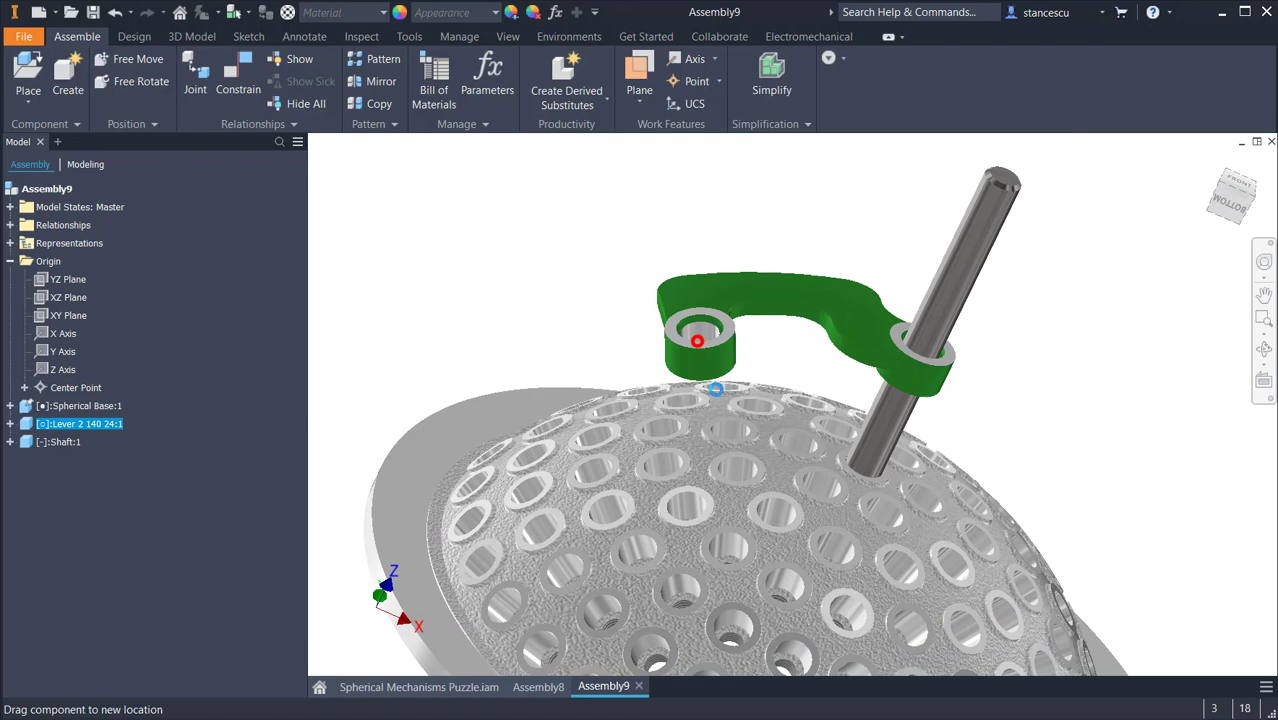 Material
Appearance
Assembly9
Search Help & Commands...
stancescu
File
Assemble
Design
3D Model
Sketch
Annotate
Inspect
Tools
Manage
View
Environments
Get Started
Collaborate
Electromechanical
Place
Create
Free Move
Free Rotate
Component
Position
Joint
Constrain
Show
Show Sick
Hide All
Relationships
Pattern
Mirror
Copy
Pattern
Bill of
Materials
Parameters
Manage
Create Derived
Substitutes
Productivity
Plane
Axis
Point
UCS
Work Features
Simplify
Simplification
Model
Assembly
Modeling
Assembly9
Model States: Master
Relationships
Representations
Origin
YZ Plane
XZ Plane
XY Plane
X Axis
Y Axis
Z Axis
Center Point
[●]:Spherical Base:1
[○]:Lever 2 140 24:1
[-]:Shaft:1
FRONT
BOTTOM
Z
X
Spherical Mechanisms Puzzle.iam
Assembly8
Assembly9
Drag component to new location
3
18